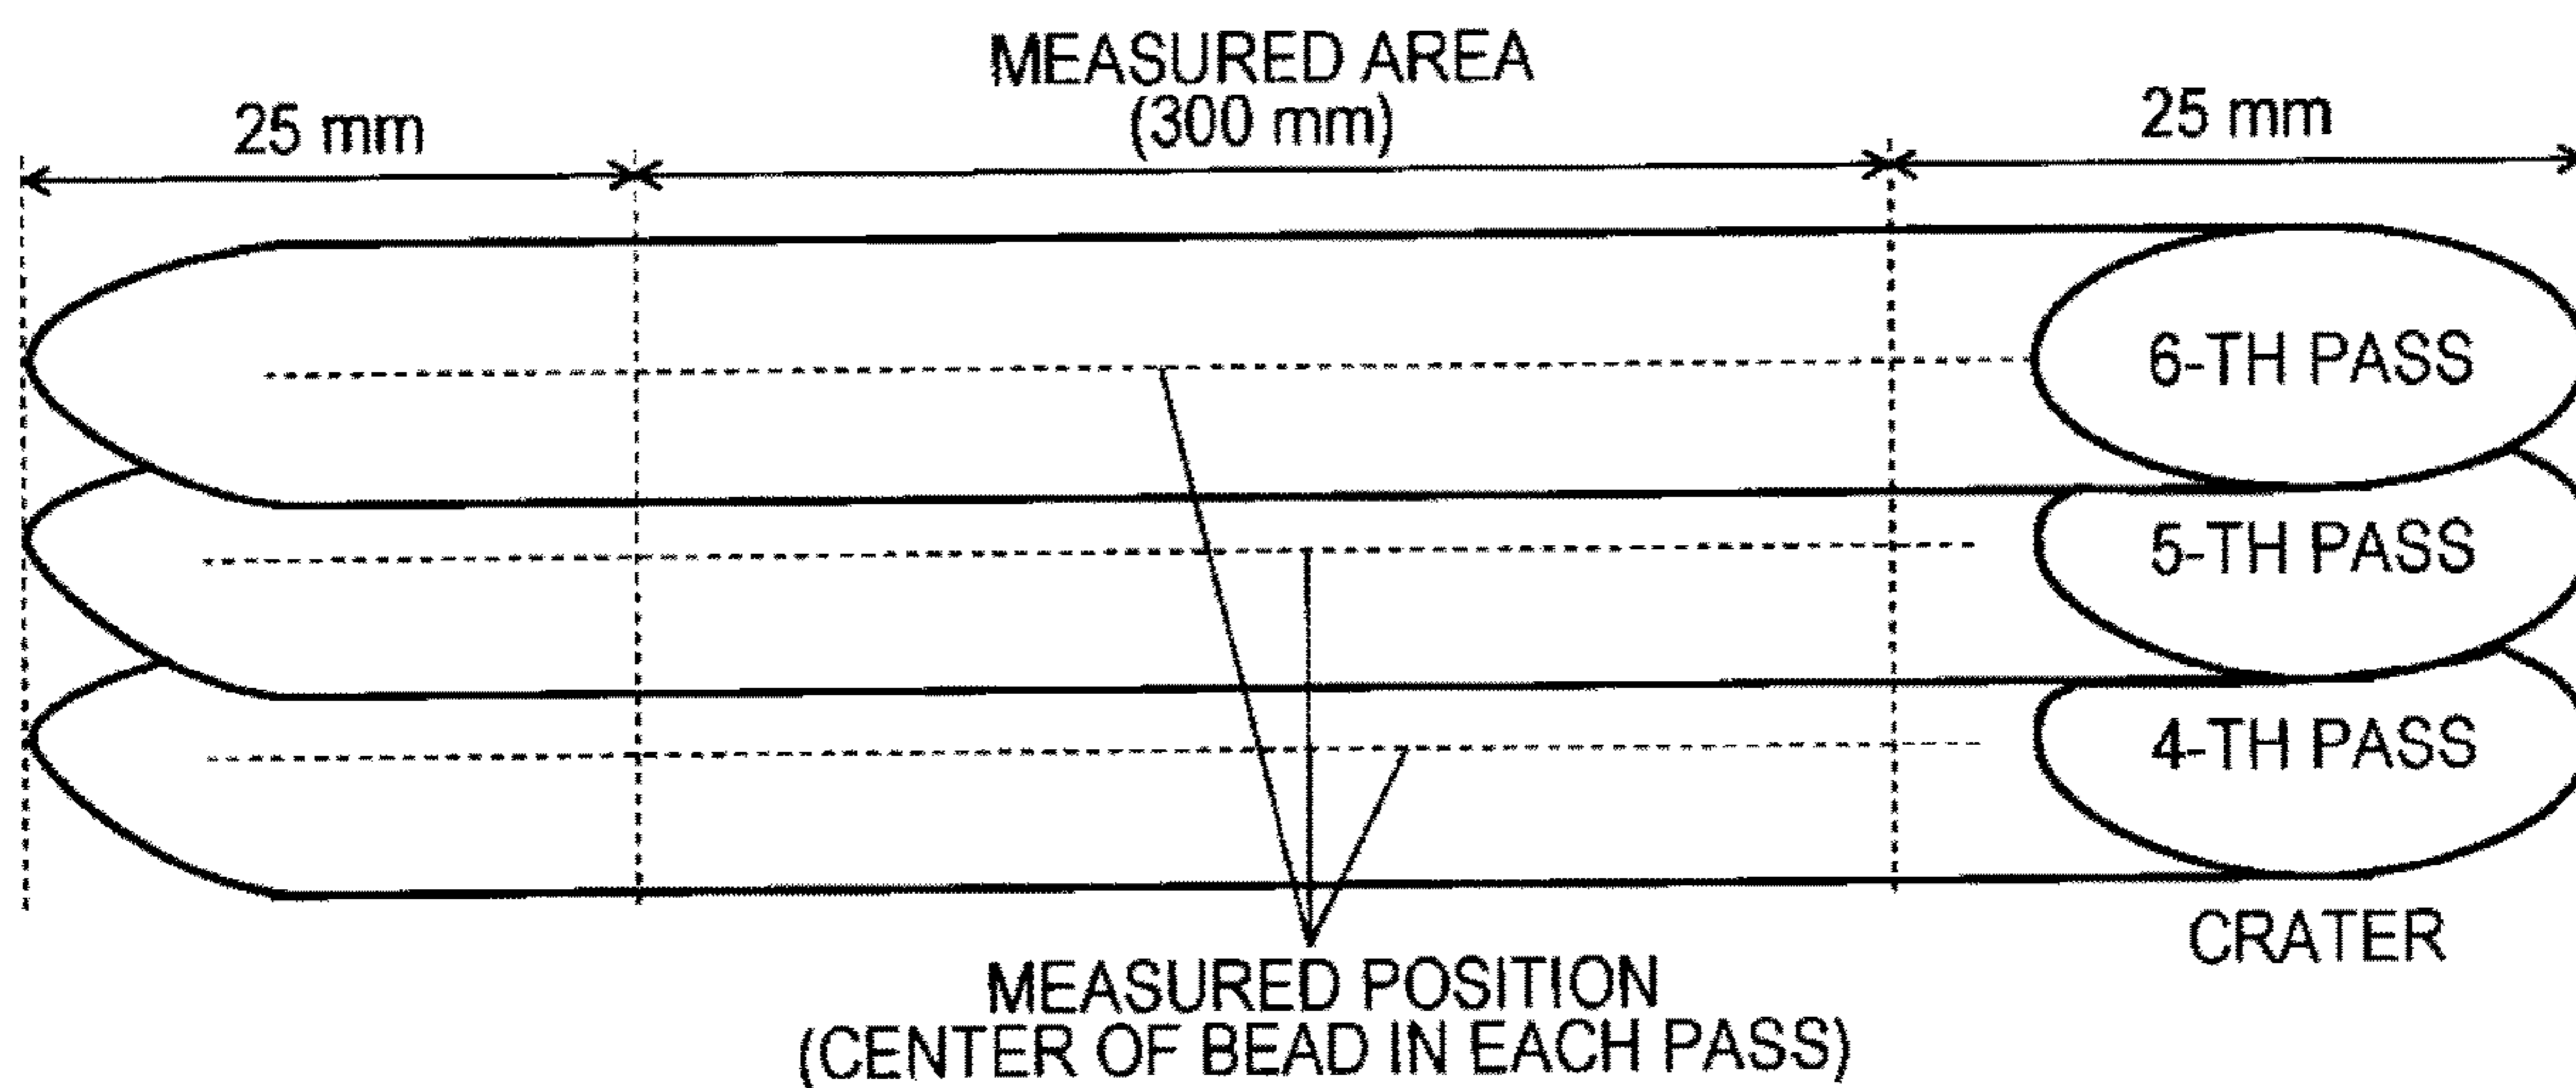 MEASURED AREA
(300 mm)
25 mm
25 mm
6-TH PASS
5-TH PASS
4-TH PASS
CRATER
MEASURED POSITION
(CENTER OF BEAD IN EACH PASS)